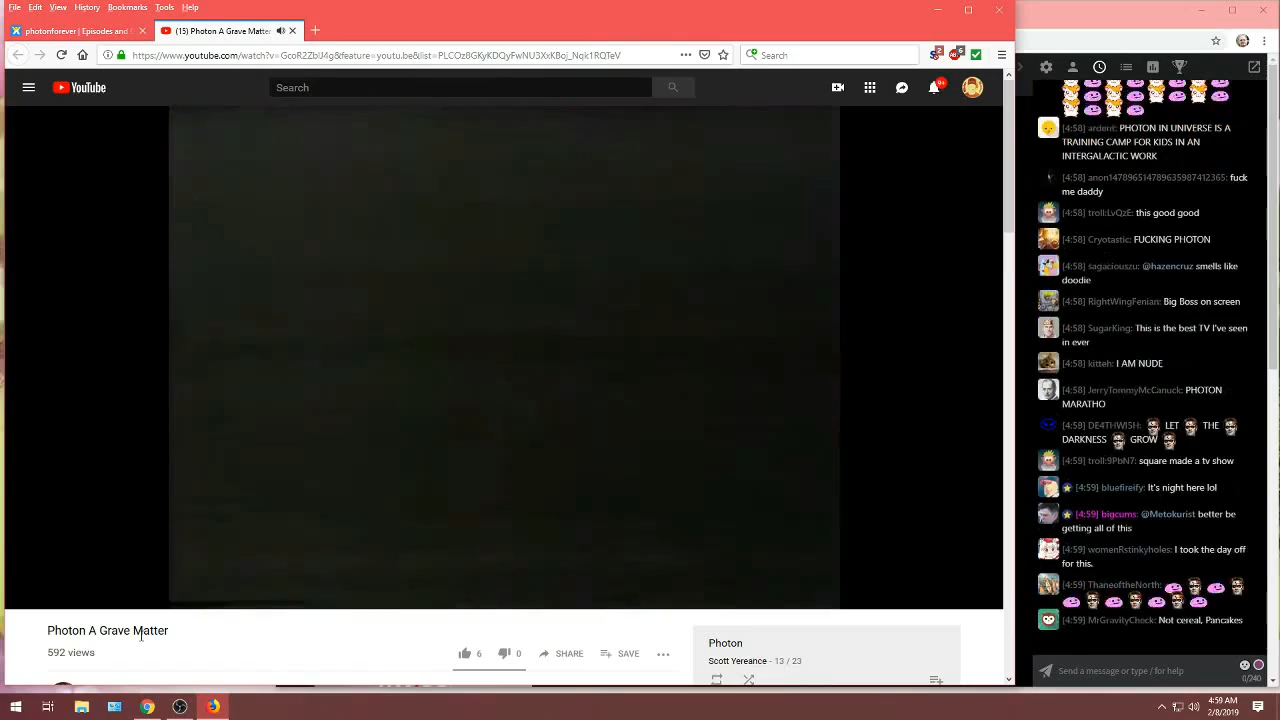 File Edit View History Bookmarks Tools Help
photonforever | Episodes and
(15) Photon A Grave Matter
https://www.youtube.com/watch?v=GcoR2ZblJ4g&feature=youtu.be&list=PLCOz8GKyKDQyFwNU3XxKBoj_Nqk1RQTeV
Search
YouTube
Search
9+
Photon A Grave Matter
592 views
6
0
SHARE
SAVE
Photon
Scott Yereance - 13 / 23
[4:58] ardent: PHOTON IN UNIVERSE IS A
TRAINING CAMP FOR KIDS IN AN
INTERGALACTIC WORK
[4:58] anon147896514789635987412365: fuck
me daddy
[4:58] troll:LvQzE: this good good
[4:58] Cryotastic: FUCKING PHOTON
[4:58] sagaciouszu: @hazencruz smells like
doodie
[4:58] RightWingFenian: Big Boss on screen
[4:58] SugarKing: This is the best TV I've seen
in ever
[4:58] kitteh: I AM NUDE
[4:58] JerryTommyMcCanuck: PHOTON
MARATHO
[4:59] DE4THWISH: LET THE
DARKNESS GROW
[4:59] troll:9PbN7: square made a tv show
[4:59] bluefireify: It's night here lol
[4:59] bigcums: @Metokurist better be
getting all of this
[4:59] womenRstinkyholes: I took the day off
for this.
[4:59] ThaneoftheNorth:
[4:59] MrGravityChock: Not cereal, Pancakes
Send a message or type / for help
0/240
4:59 AM
2/8/2019